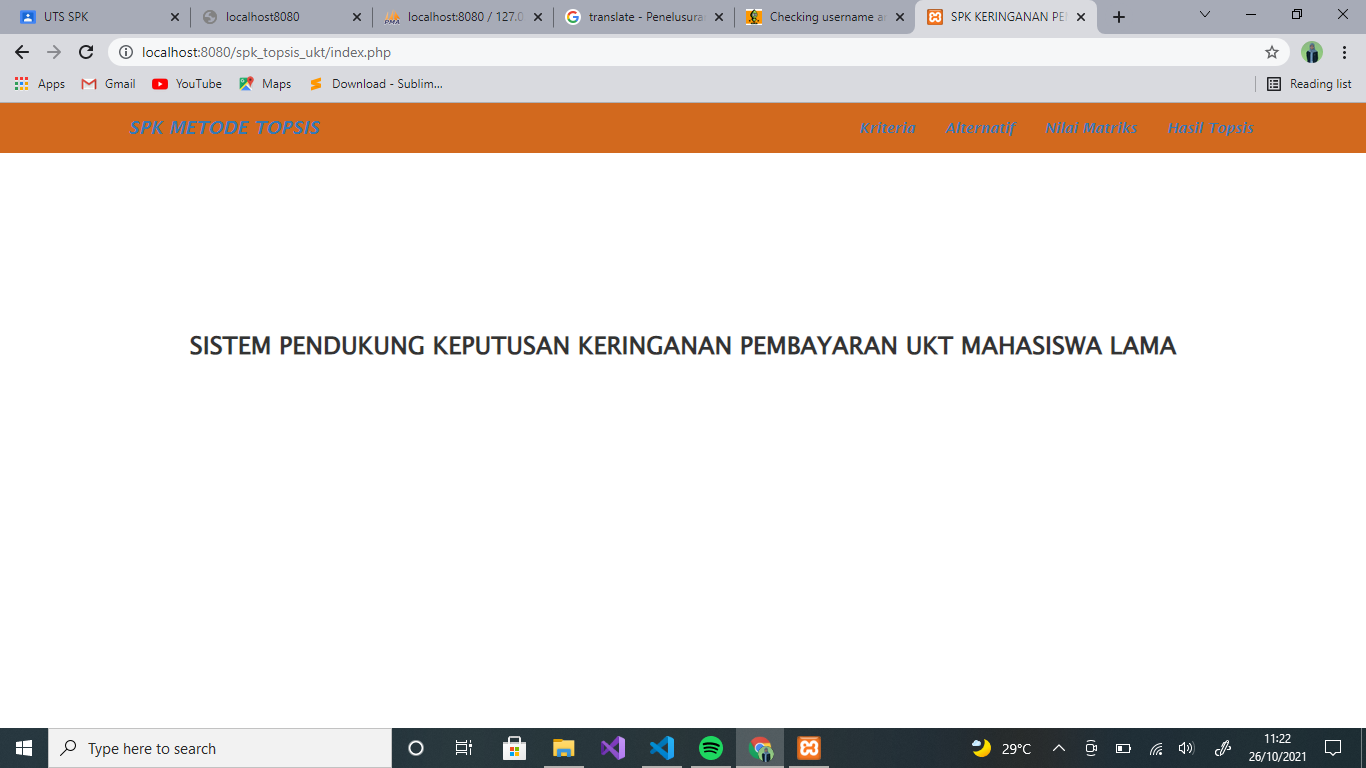 UTS SPK
localhost8080
localhost:8080 / 127.0
translate - Penelusura
Checking username a
SPK KERINGANAN PE
localhost:8080/spk_topsis_ukt/index.php
Apps
Gmail
YouTube
Maps
Download - Sublim...
Reading list
SPK METODE TOPSIS
Kriteria
Alternatif
Nilai Matriks
Hasil Topsis
SISTEM PENDUKUNG KEPUTUSAN KERINGANAN PEMBAYARAN UKT MAHASISWA LAMA
Type here to search
29°C
11:22
26/10/2021